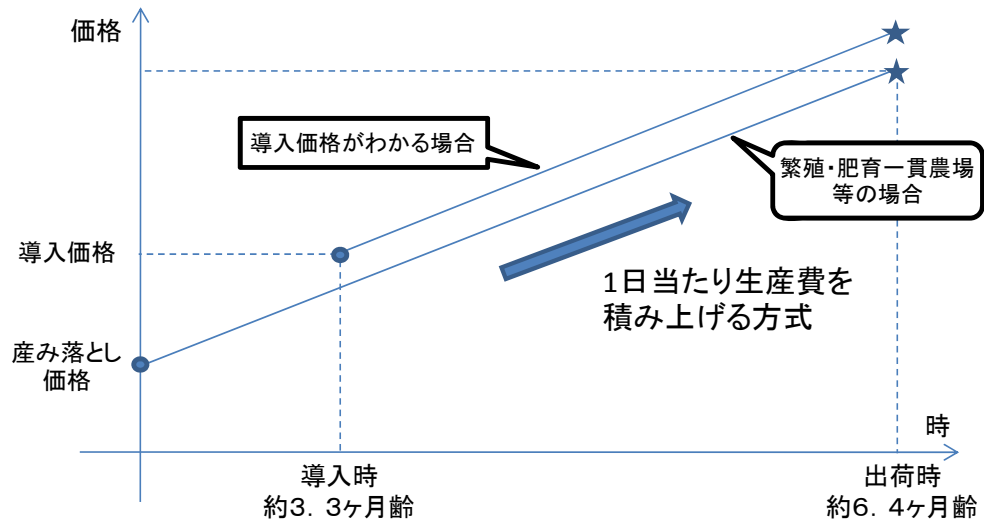 価格
導入価格がわかる場合
繁殖・肥育一貫農場
等の場合
導入価格
1日当たり生産費を
積み上げる方式
産み落とし
価格
時
導入時
約3．3ヶ月齢
出荷時
約6．4ヶ月齢